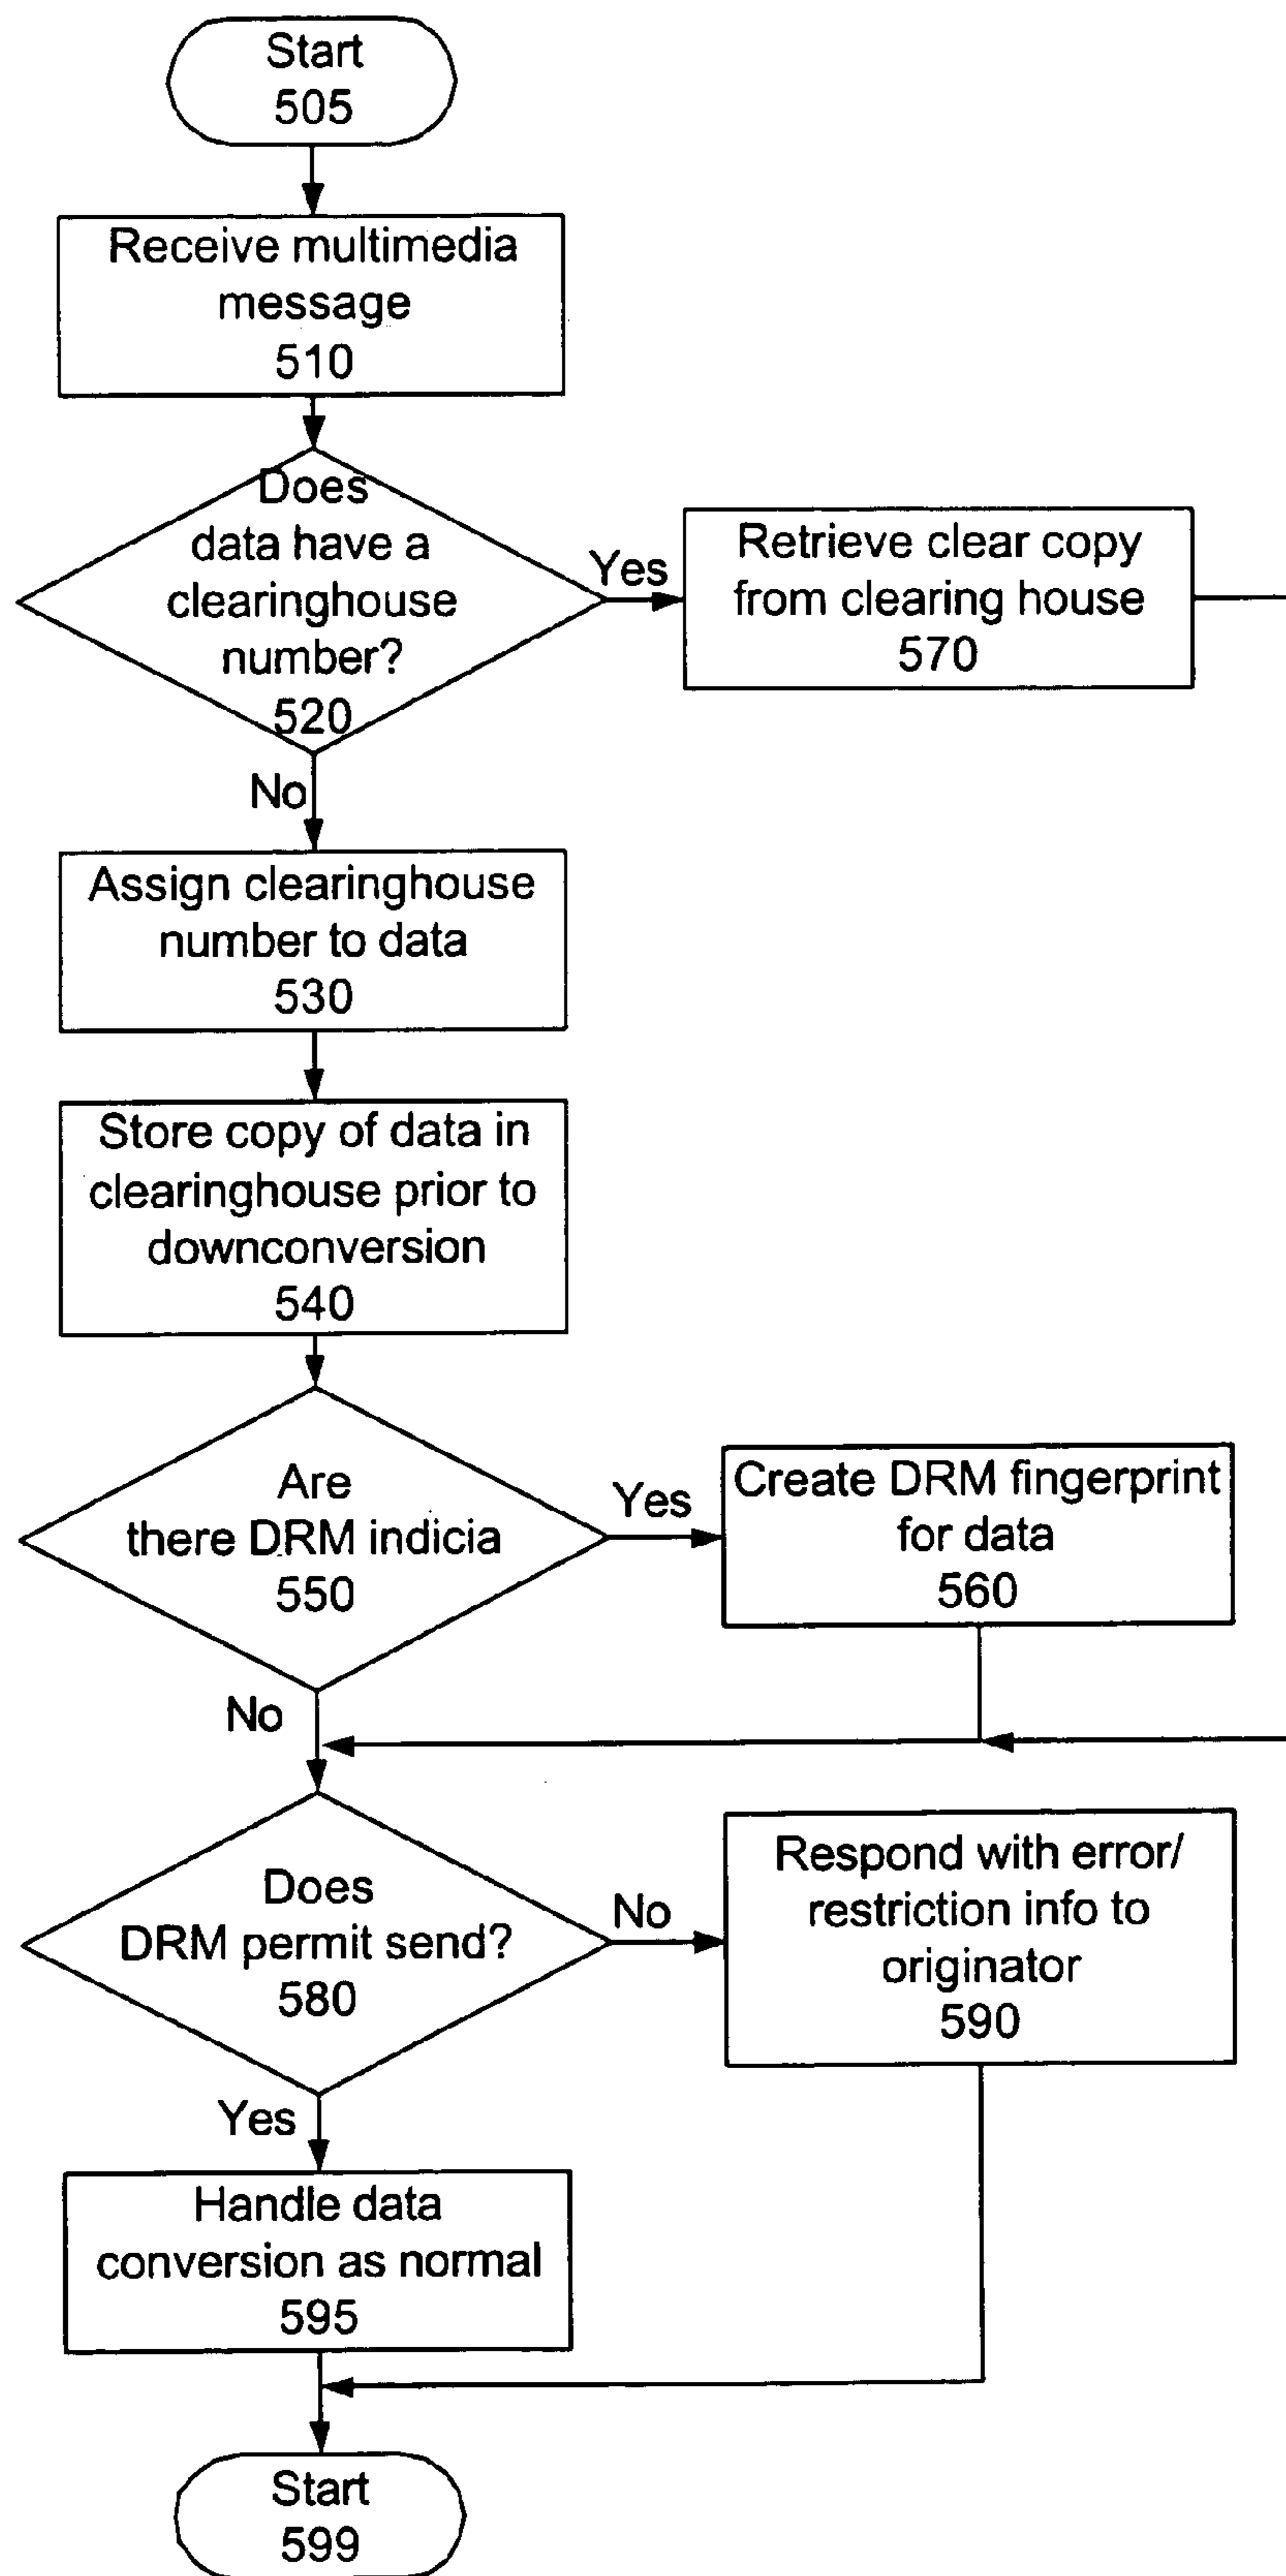 Start
505
Receive multimedia
message
510
Does
data have a
clearinghouse
number?
520
Yes
Retrieve clear copy
from clearing house
570
No
Assign clearinghouse
number to data
530
Store copy of data in
clearinghouse prior to
downconversion
540
Are
there DRM indicia
550
Yes
Create DRM fingerprint
for data
560
No
Does
DRM permit send?
580
No
Respond with error/
restriction info to
originator
590
Yes
Handle data
conversion as normal
595
Start
599